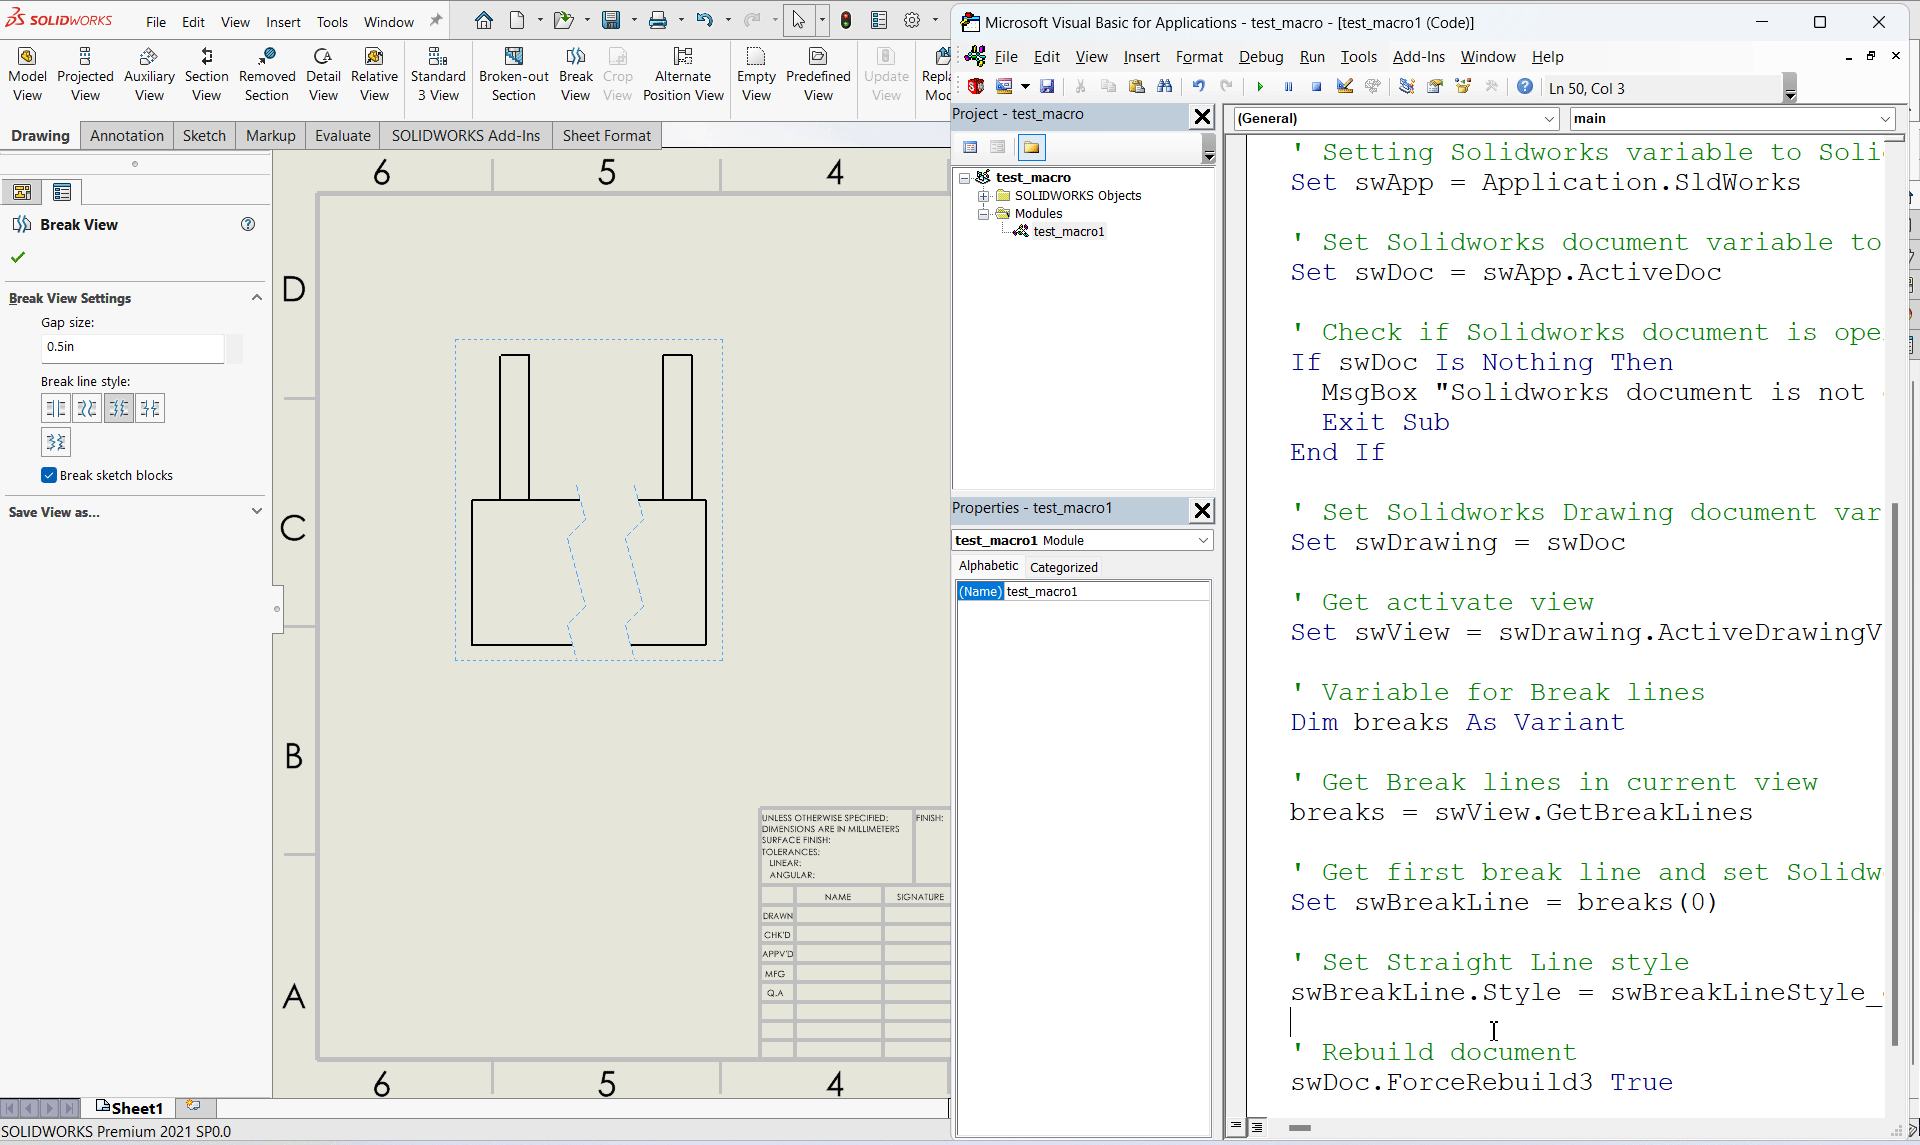 SOLIDWORKS
File Edit View Insert Tools Window
Model View
Projected View
Auxiliary View
Section View
Removed Section
Detail View
Relative View
Standard 3 View
Broken-out Section
Break View
Crop View
Alternate Position View
Empty View
Predefined View
Update View
Drawing Annotation Sketch Markup Evaluate SOLIDWORKS Add-Ins Sheet Format
Break View
Break View Settings
Gap size:
0.5in
Break line style:
Break sketch blocks
Save View as...
6 5 4
D
C
B
A
UNLESS OTHERWISE SPECIFIED:
DIMENSIONS ARE IN MILLIMETERS
SURFACE FINISH:
TOLERANCES:
LINEAR:
ANGULAR:
FINISH:
NAME SIGNATURE
DRAWN
CHK'D
APPV'D
MFG
Q.A
6 5 4
Sheet1
SOLIDWORKS Premium 2021 SP0.0
Microsoft Visual Basic for Applications - test_macro - [test_macro1 (Code)]
File Edit View Insert Format Debug Run Tools Add-Ins Window Help
Ln 50, Col 3
Project - test_macro
test_macro
SOLIDWORKS Objects
Modules
test_macro1
Properties - test_macro1
test_macro1 Module
Alphabetic Categorized
(Name) test_macro1
(General) main
' Setting Solidworks variable to Soli
Set swApp = Application.SldWorks
' Set Solidworks document variable to
Set swDoc = swApp.ActiveDoc
' Check if Solidworks document is ope
If swDoc Is Nothing Then
MsgBox "Solidworks document is not
Exit Sub
End If
' Set Solidworks Drawing document var
Set swDrawing = swDoc
' Get activate view
Set swView = swDrawing.ActiveDrawingV
' Variable for Break lines
Dim breaks As Variant
' Get Break lines in current view
breaks = swView.GetBreakLines
' Get first break line and set Solidw
Set swBreakLine = breaks(0)
' Set Straight Line style
swBreakLine.Style = swBreakLineStyle_
' Rebuild document
swDoc.ForceRebuild3 True